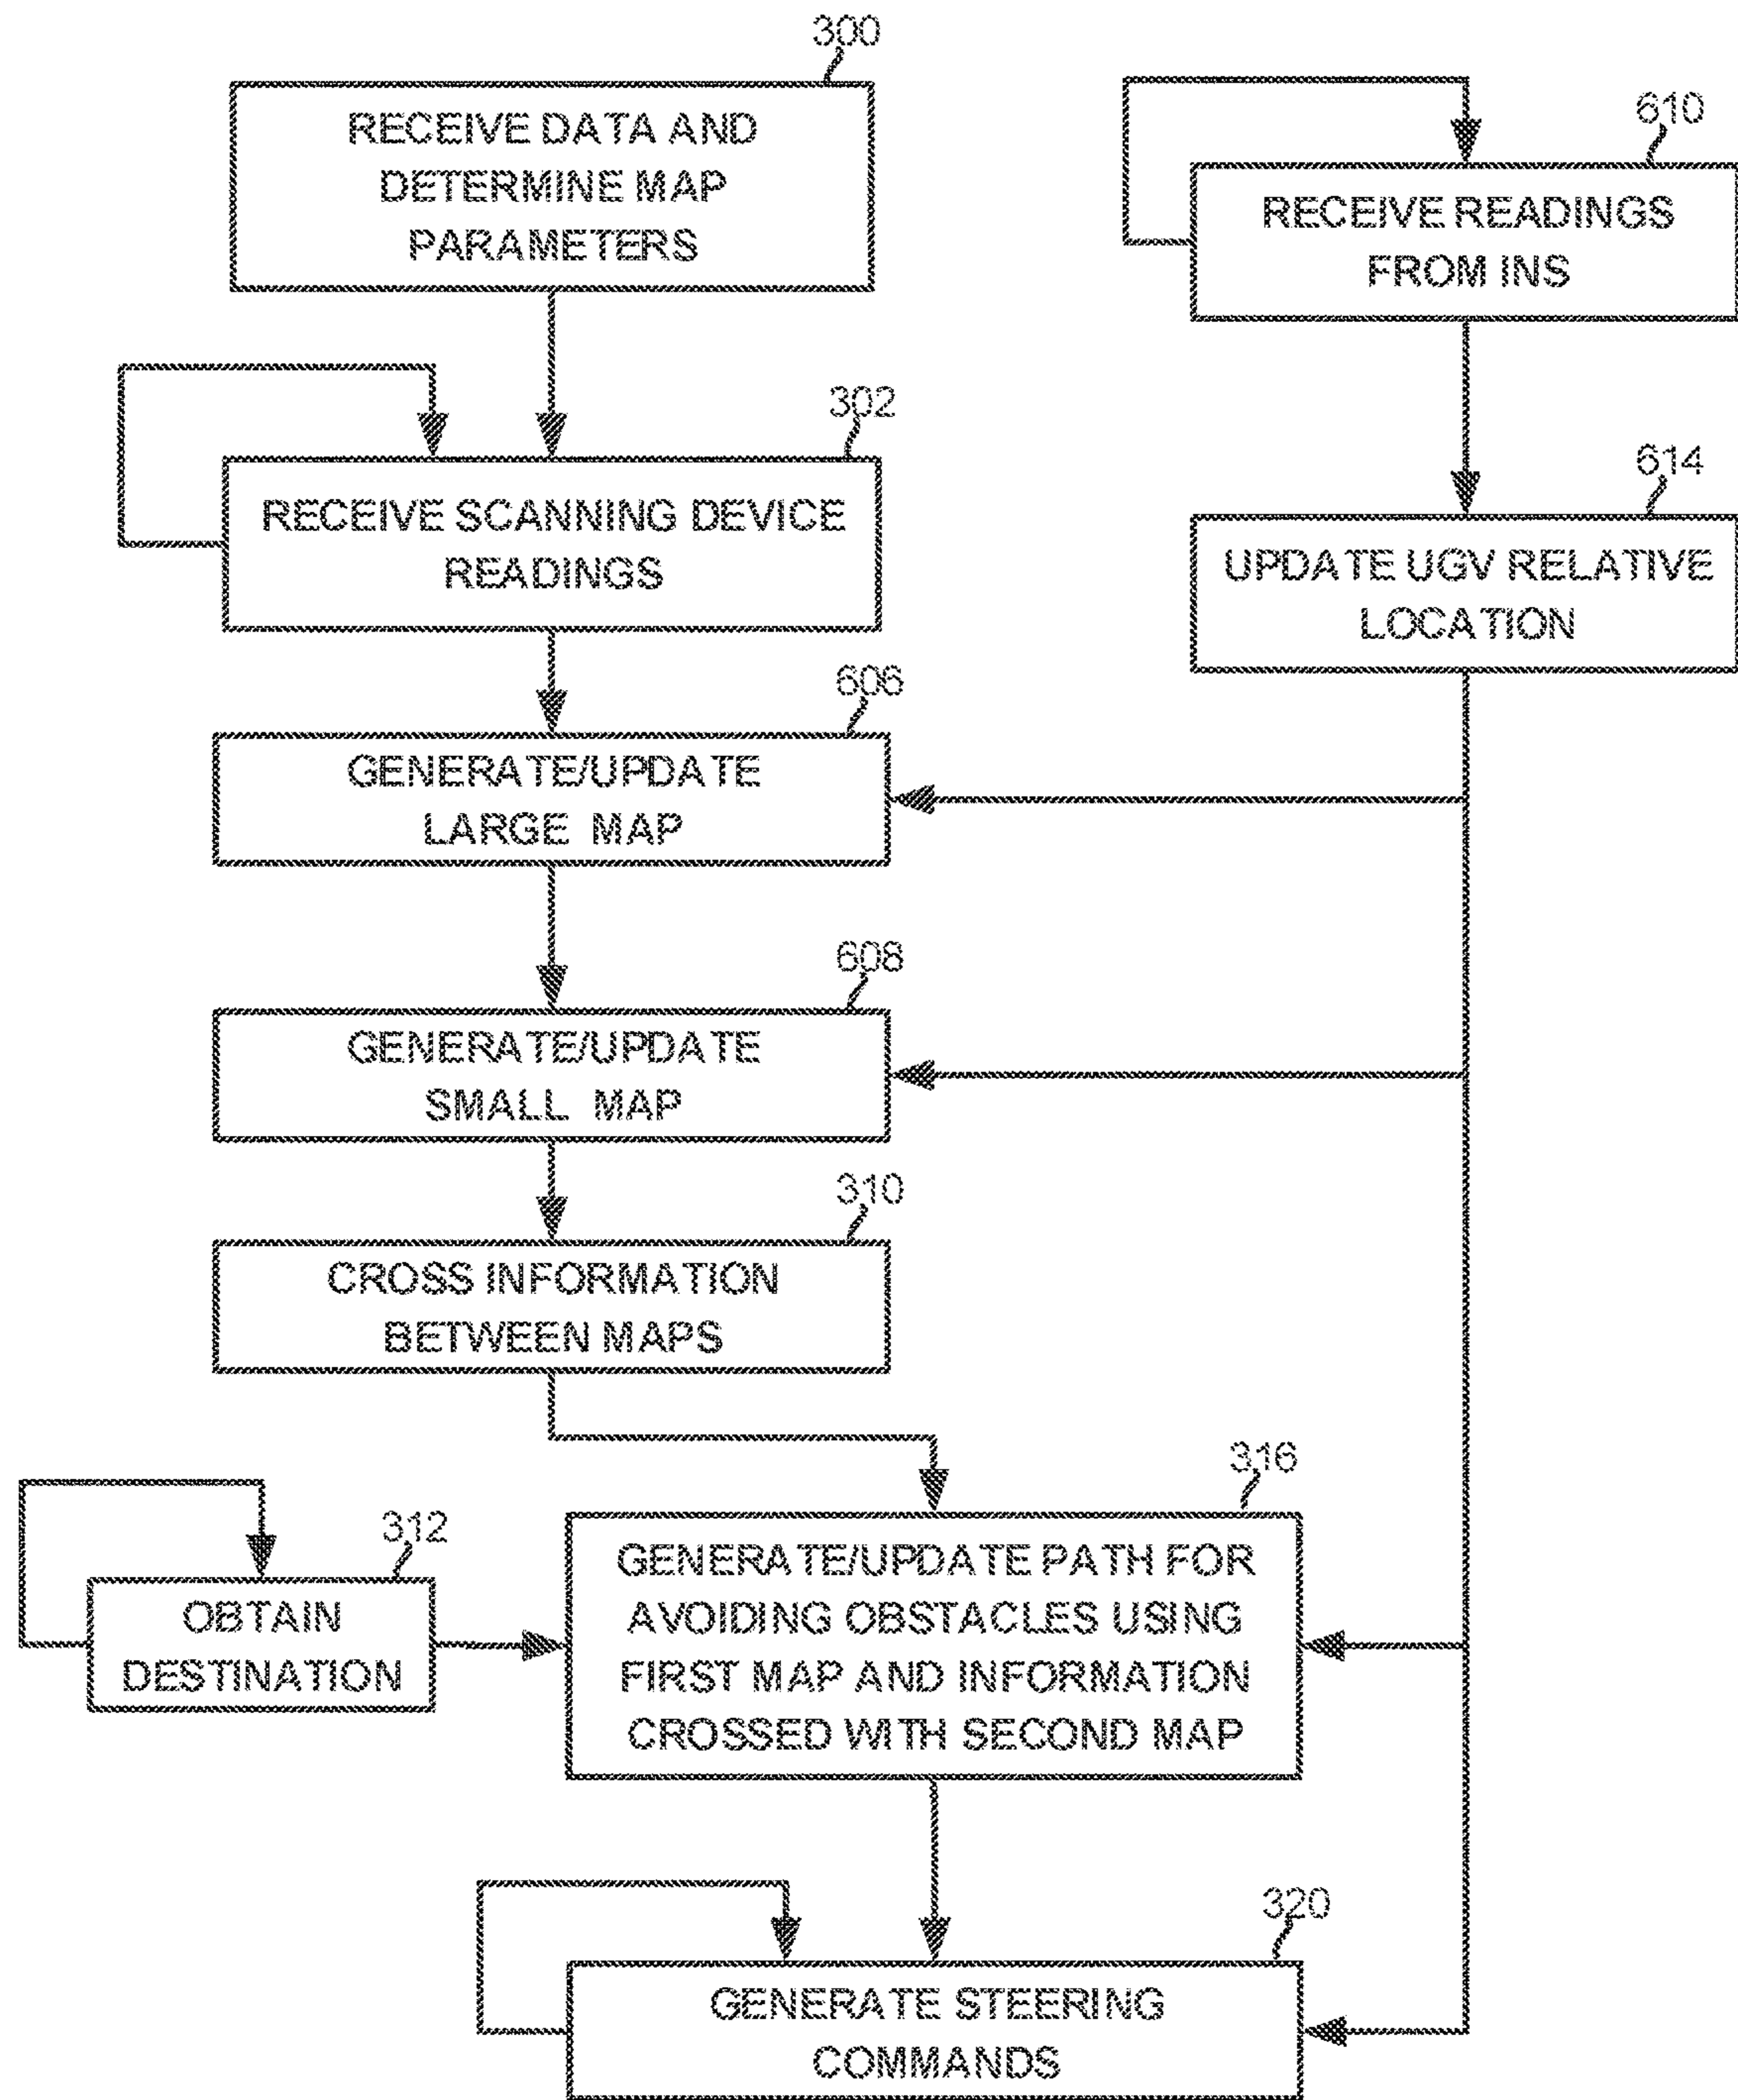 300
RECEIVE DATA AND
DETERMINE MAP
PARAMETERS
610
RECEIVE READINGS
FROM INS
302
RECEIVE SCANNING DEVICE
READINGS
614
UPDATE UGV RELATIVE
LOCATION
606
GENERATE/UPDATE
LARGE MAP
608
GENERATE/UPDATE
SMALL MAP
310
CROSS INFORMATION
BETWEEN MAPS
312
OBTAIN
DESTINATION
316
GENERATE/UPDATE PATH FOR
AVOIDING OBSTACLES USING
FIRST MAP AND INFORMATION
CROSSED WITH SECOND MAP
320
GENERATE STEERING
COMMANDS